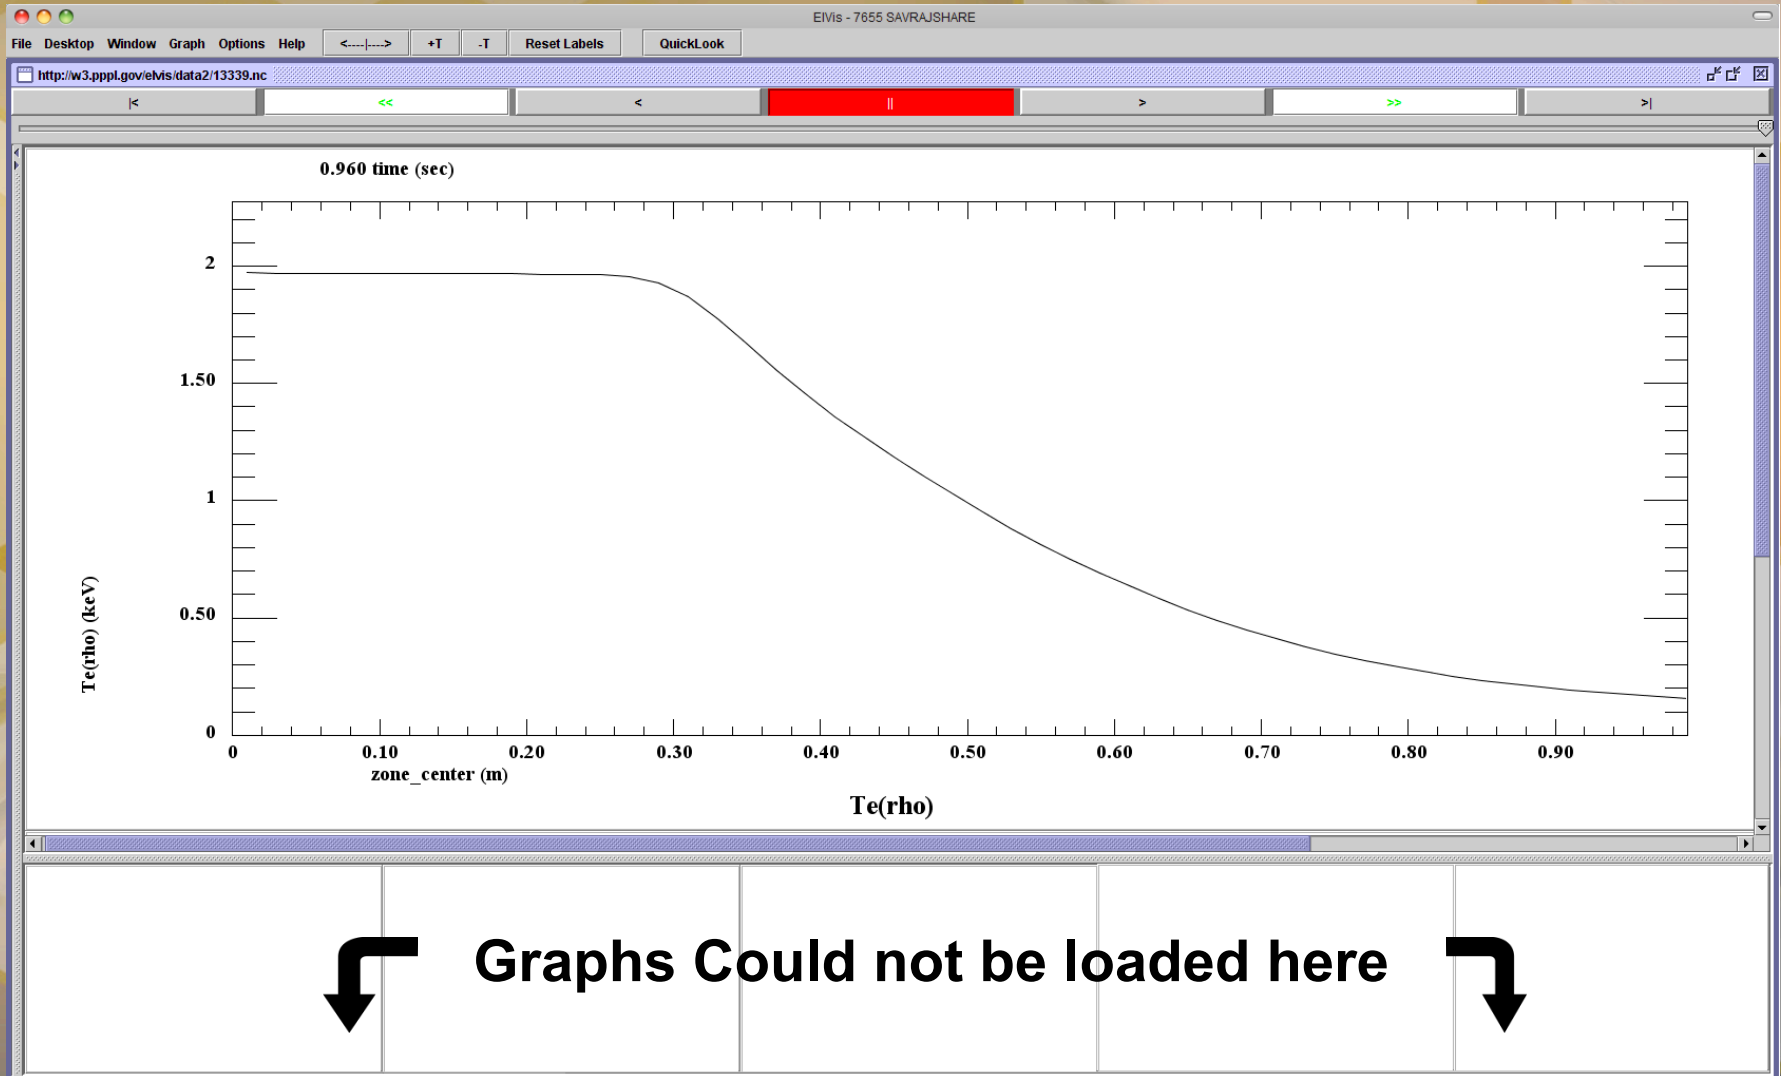 ElVis - 7655 SAVRAJSHARE
File Desktop Window Graph Options Help <----|----> +T -T Reset Labels QuickLook
http://w3.pppl.gov/elvis/data2/13339.nc
|< << < || > >> >|
0.960 time (sec)
2
1.50
1
0.50
0
Te(rho) (keV)
0 0.10 0.20 0.30 0.40 0.50 0.60 0.70 0.80 0.90
zone_center (m)
Te(rho)
Graphs Could not be loaded here